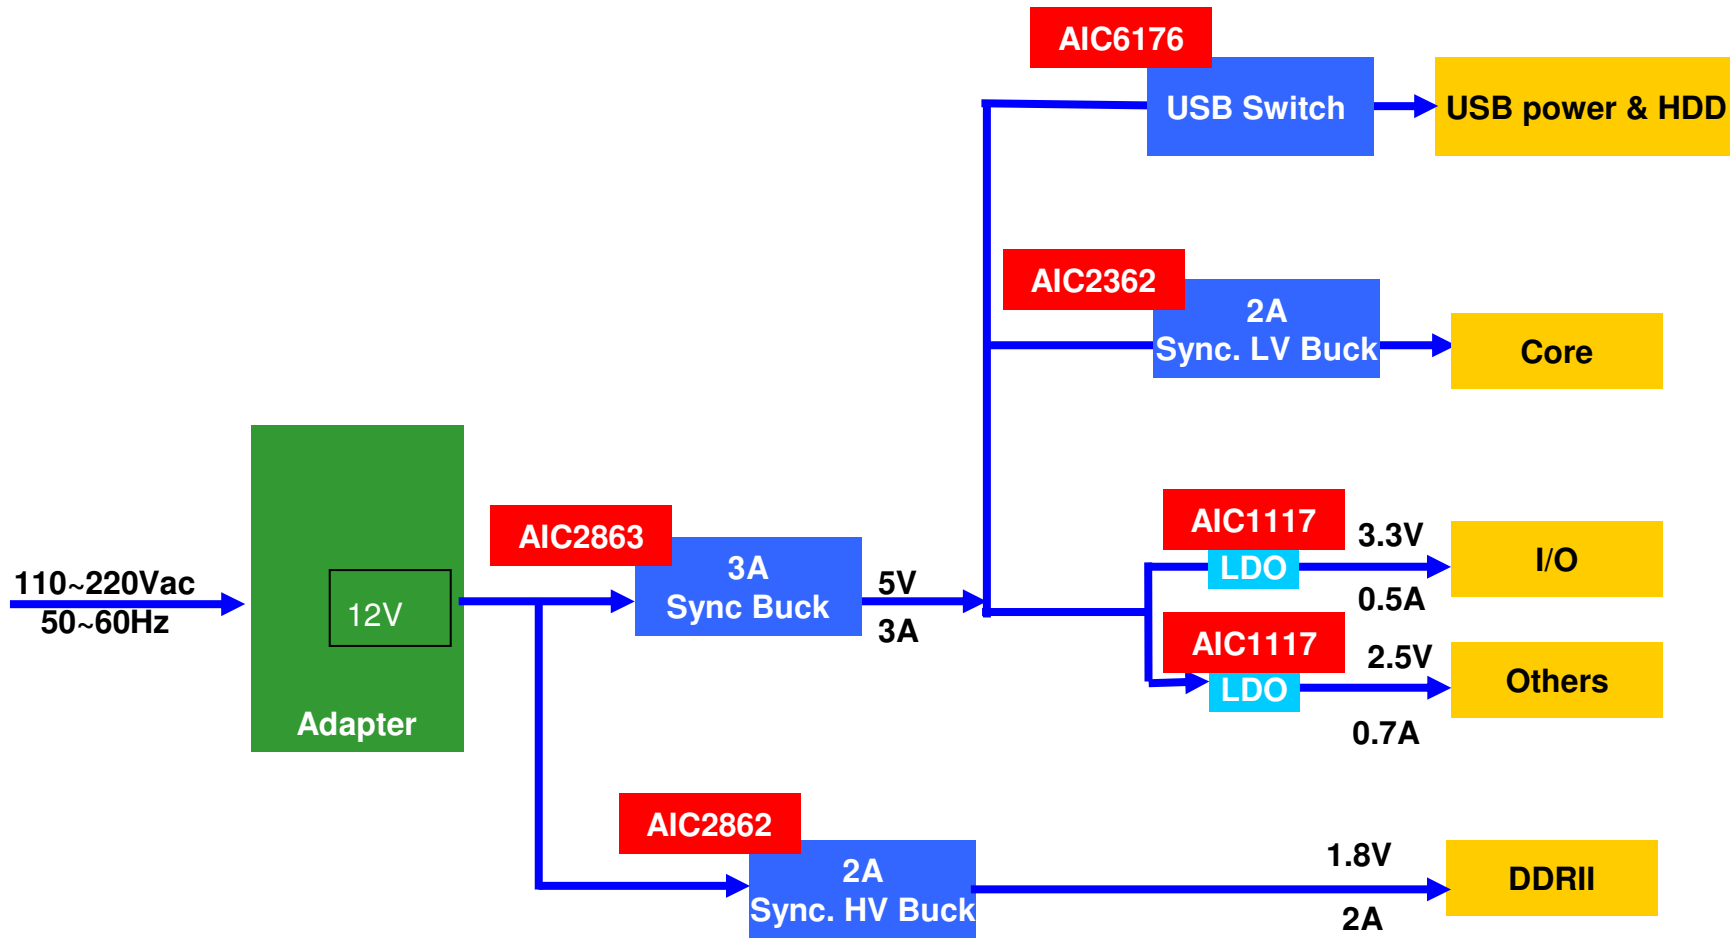 AIC6176
USB Switch
USB power & HDD
AIC2362
2A
Sync. LV Buck
Core
AIC1117
LDO
3.3V
0.5A
I/O
AIC2863
3A
Sync Buck
5V
3A
110~220Vac
50~60Hz
12V
Adapter
AIC1117
LDO
2.5V
0.7A
Others
AIC2862
2A
Sync. HV Buck
1.8V
2A
DDRII